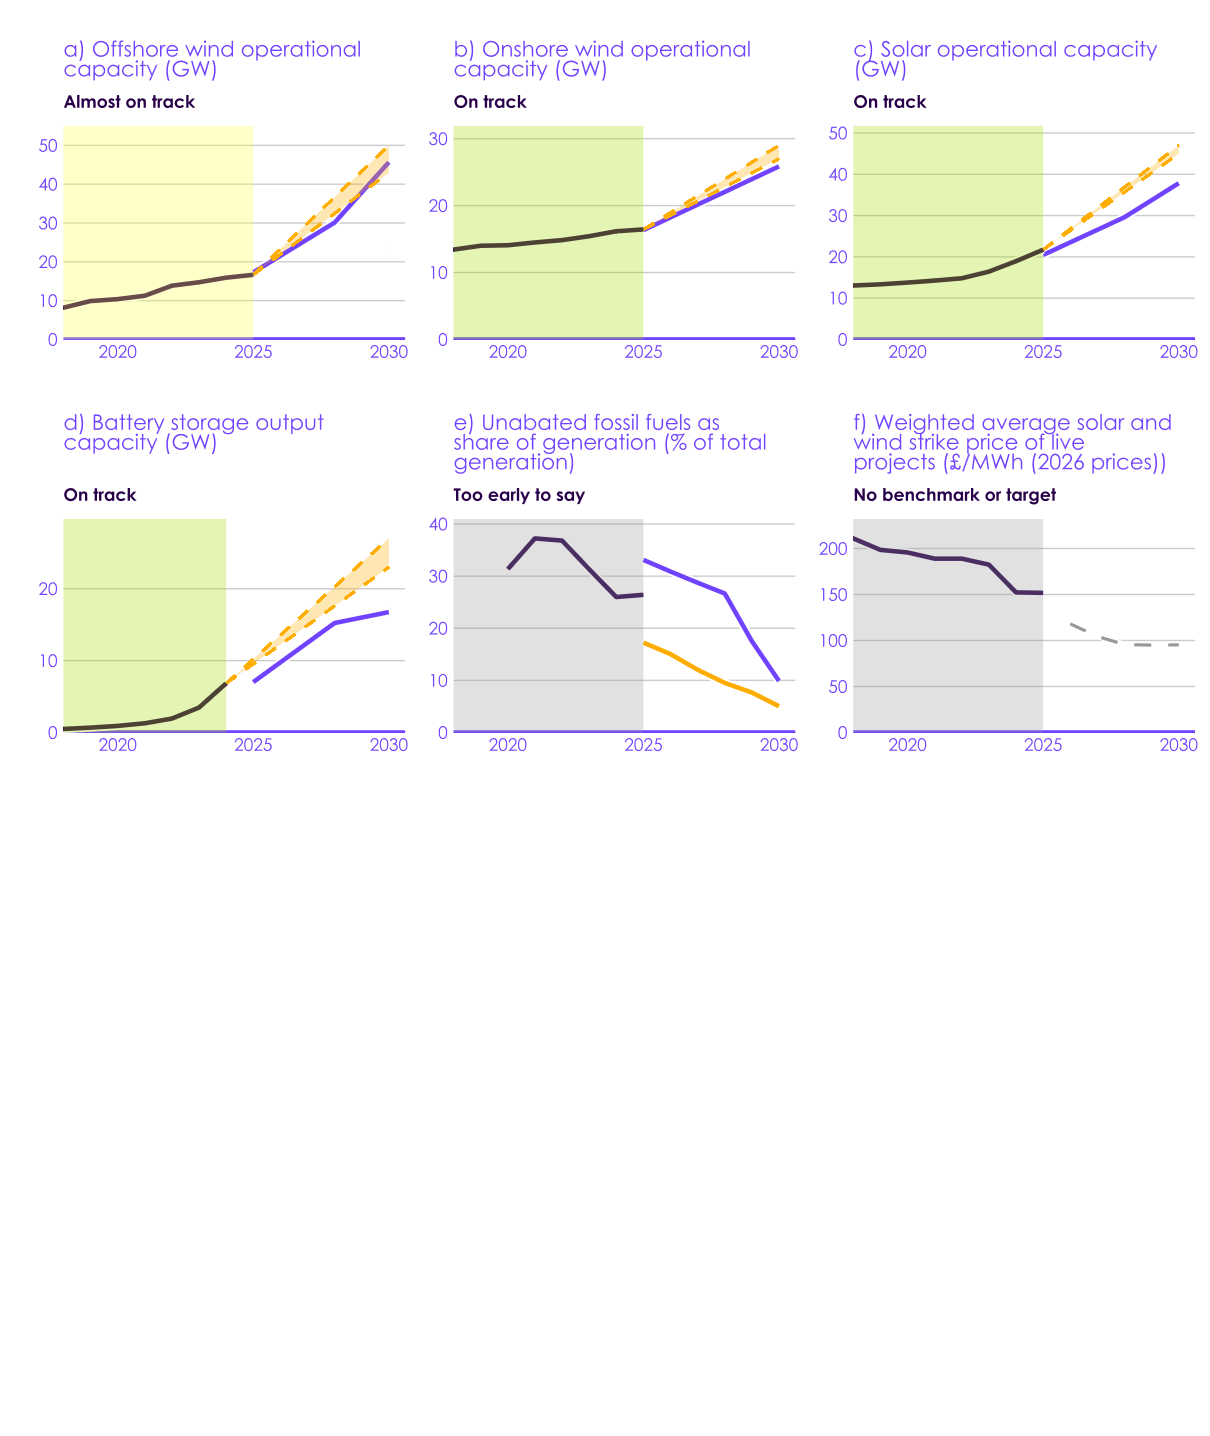 a) Offshore wind operational
capacity (GW)
Almost on track
50
40
30
20
10
0
2020 2025 2030
b) Onshore wind operational
capacity (GW)
On track
30
20
10
0
2020 2025 2030
c) Solar operational capacity
(GW)
On track
50
40
30
20
10
0
2020 2025 2030
d) Battery storage output
capacity (GW)
On track
20
10
0
2020 2025 2030
e) Unabated fossil fuels as
share of generation (% of total
generation)
Too early to say
40
30
20
10
0
2020 2025 2030
f) Weighted average solar and
wind strike price of live
projects (£/MWh (2026 prices))
No benchmark or target
200
150
100
50
0
2020 2025 2030